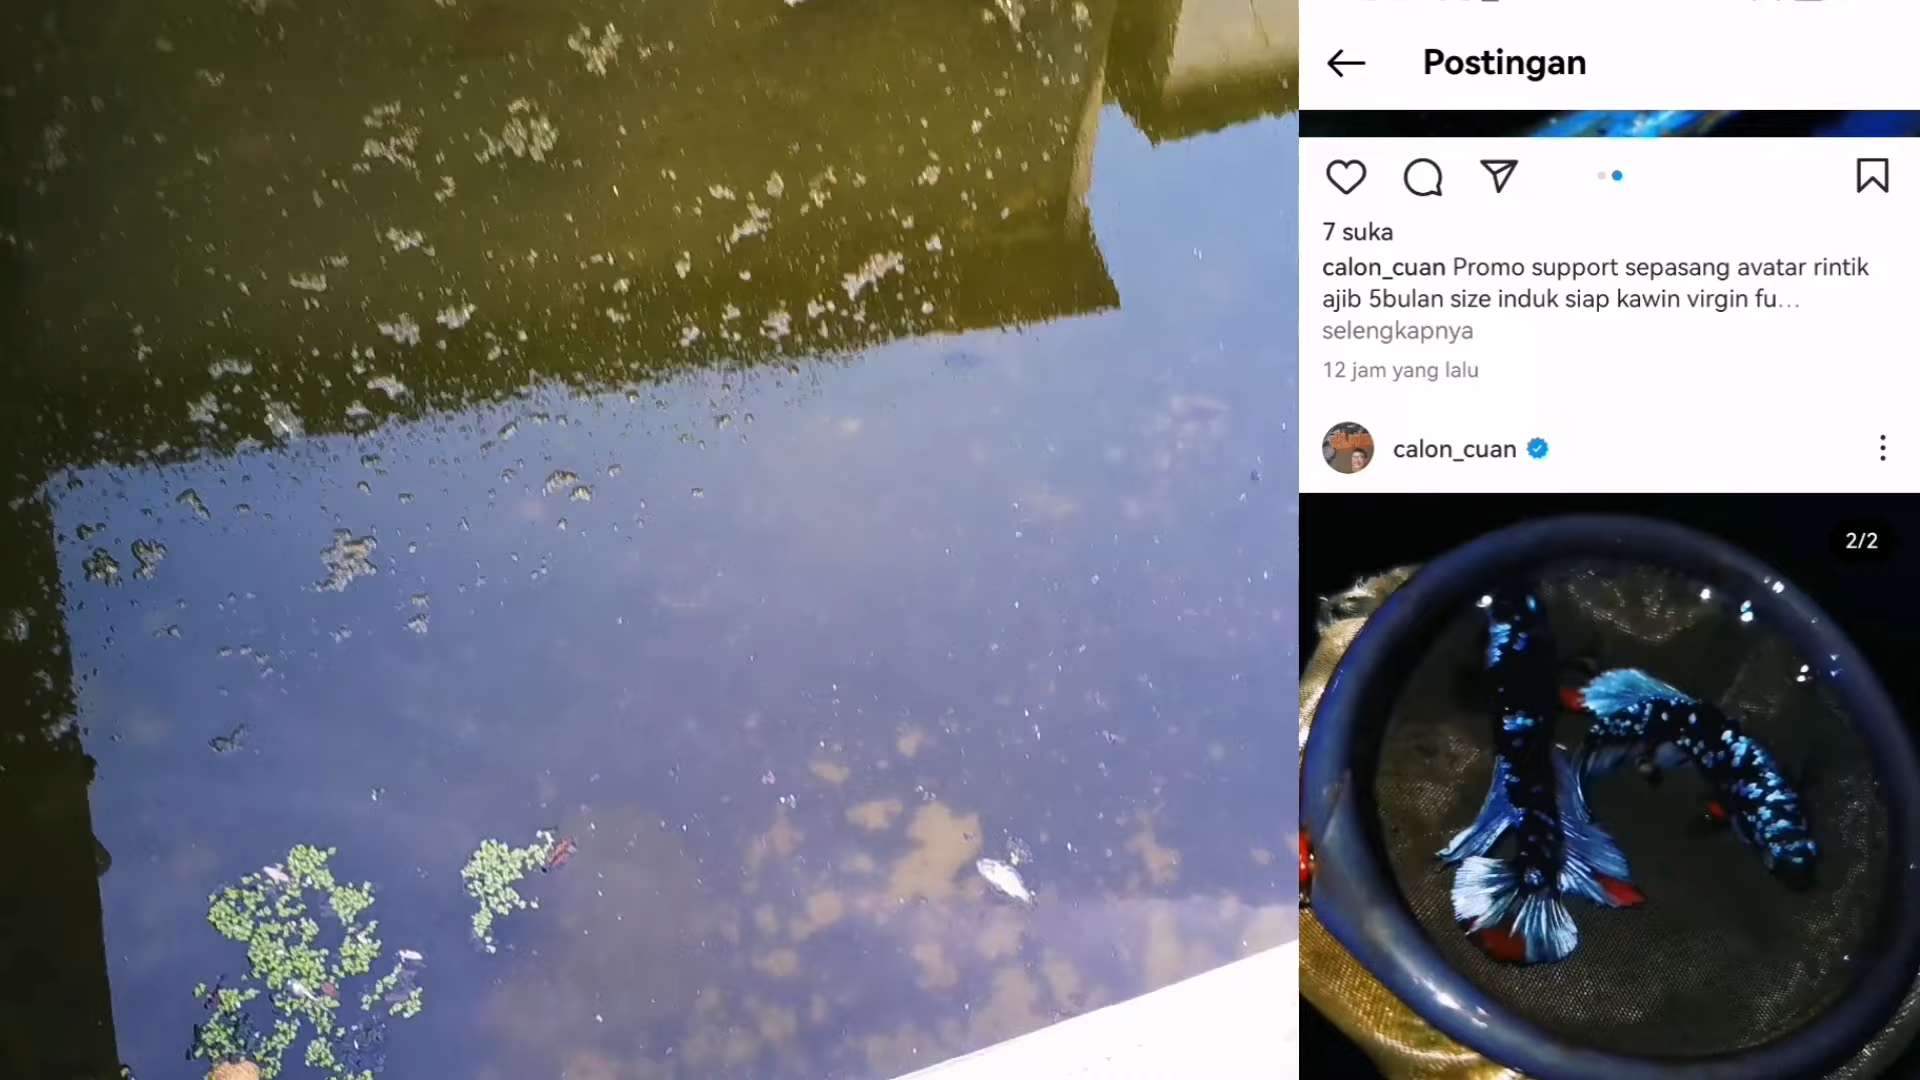 Postingan
7 suka
calon_cuan Promo support sepasang avatar rintik
ajib 5bulan size induk siap kawin virgin fu...
selengkapnya
12 jam yang lalu
calon_cuan
2/2